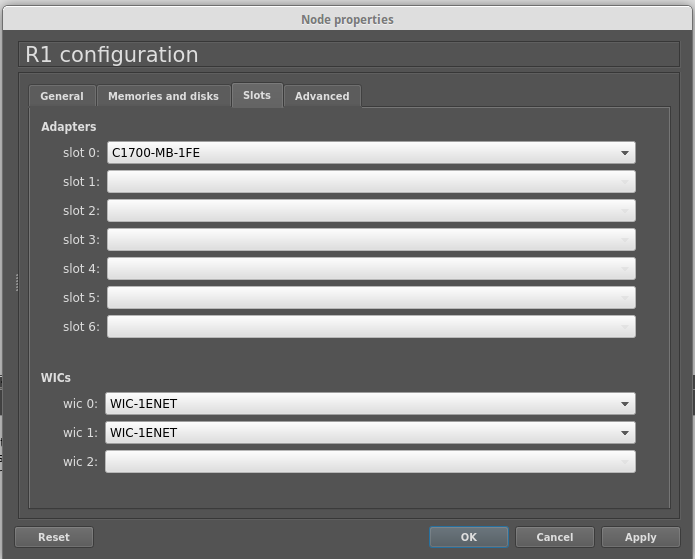 Node properties
R1 configuration
General Memories and disks Slots Advanced
Adapters
slot 0: C1700-MB-1FE
slot 1:
slot 2:
slot 3:
slot 4:
slot 5:
slot 6:
WICs
wic 0: WIC-1ENET
wic 1: WIC-1ENET
wic 2:
Reset OK Cancel Apply